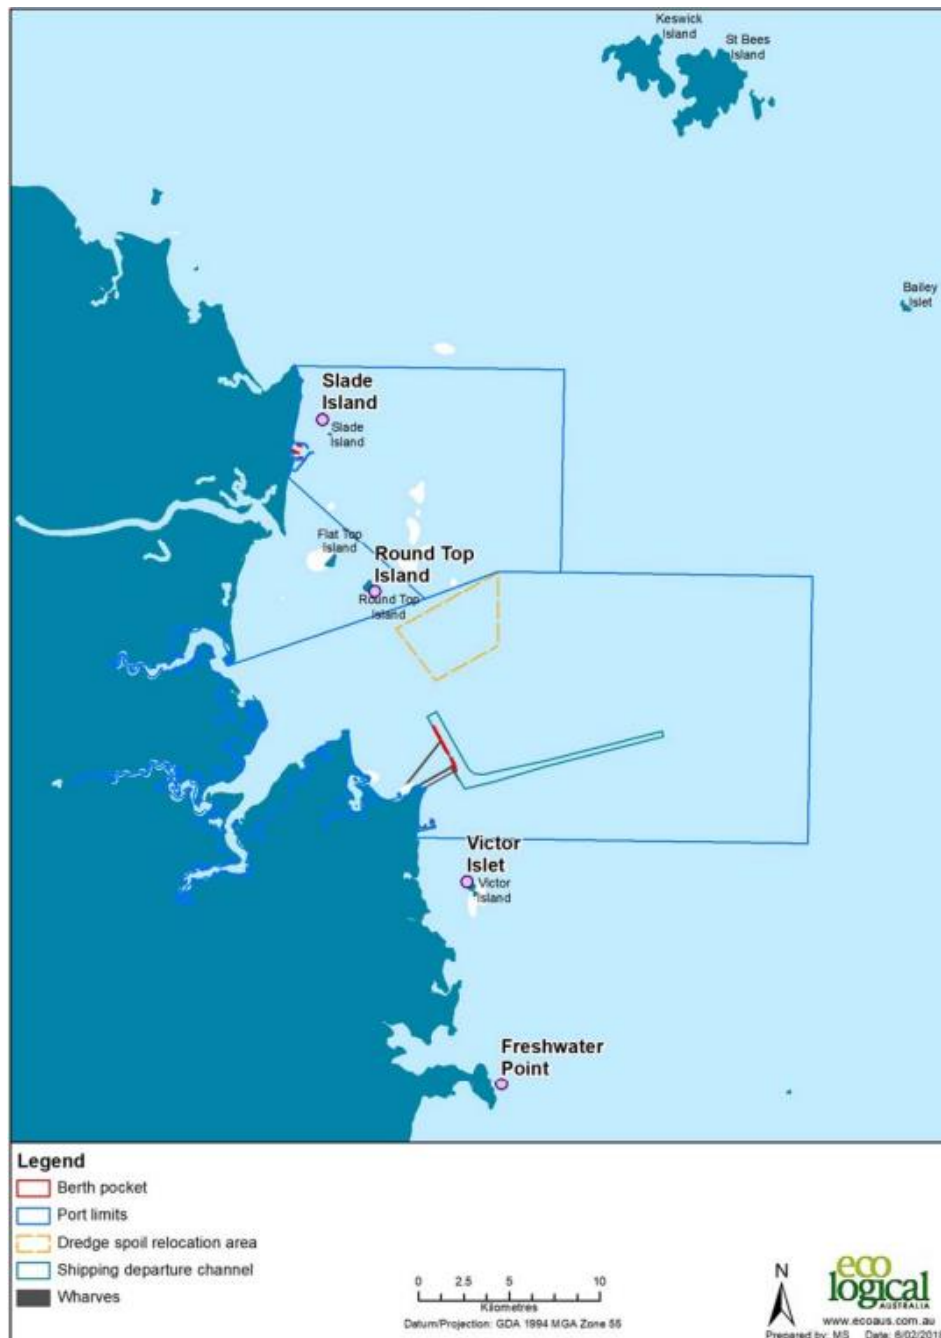 Keswick
Island
St Bees
Island
Bailey
Islet
Slade
Island
Slade
Island
Flat Top
Island
Round Top
Island
Round Top
Island
Victor
Islet
Victor
Island
Freshwater
Point
Legend
Berth pocket
Port limits
Dredge spoil relocation area
Shipping departure channel
Wharves
0 2.5 5 10
Kilometres
Datum/Projection: GDA 1994 MGA Zone 55
N
eco
logical
AUSTRALIA
www.ecoaus.com.au
Prepared by: MS Date: